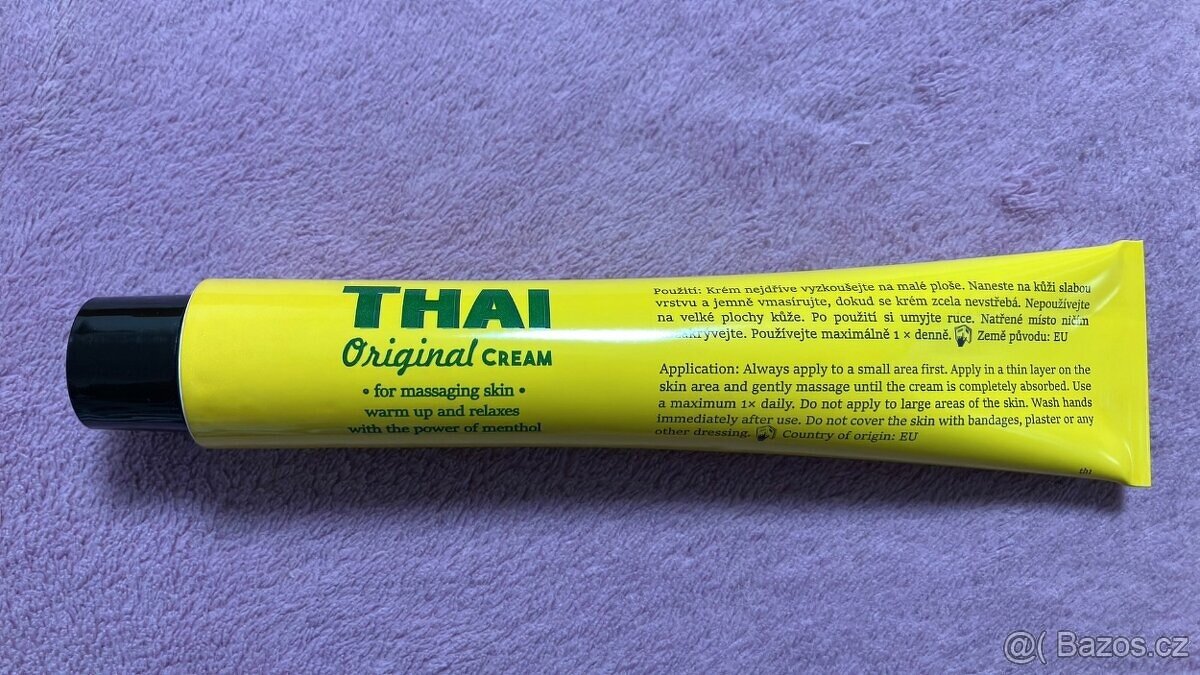 THAI
Original CREAM
• for massaging skin •
warm up and relaxes
with the power of menthol
Použití: Krém nejdříve vyzkoušejte na malé ploše. Naneste na kůži slabou
vrstvu a jemně vmasírujte, dokud se krém zcela nevstřebá. Nepoužívejte
na velké plochy kůže. Po použití si umyjte ruce. Natřené místo ničím
nezakrývejte. Používejte maximálně 1 × denně. Země původu: EU
Application: Always apply to a small area first. Apply in a thin layer on the
skin area and gently massage until the cream is completely absorbed. Use
a maximum 1× daily. Do not apply to large areas of the skin. Wash hands
immediately after use. Do not cover the skin with bandages, plaster or any
other dressing. Country of origin: EU
th1
@( Bazos.cz